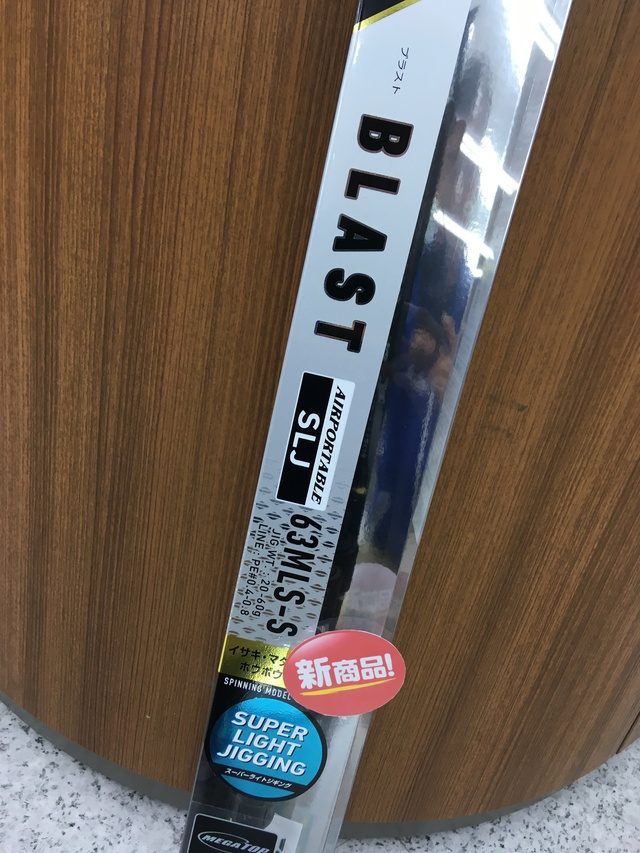 ブラスト
BLAST
AIRPORTABLE
SLJ
63MLS-S
JIG WT.: 20-60g
LINE: PE#0.4-0.8
イサキ・マダ
ホウボウ
新商品!
SPINNING MODEL
SUPER
LIGHT
JIGGING
スーパーライトジギング
MEGATOP